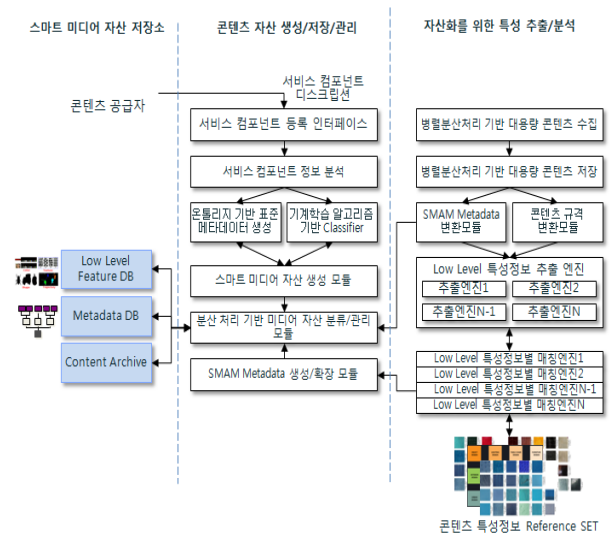 스마트 미디어 자산 저장소
콘텐츠 자산 생성/저장/관리
자산화를 위한 특성 추출/분석
콘텐츠 공급자
서비스 컴포넌트
디스크립션
서비스 컴포넌트 등록 인터페이스
서비스 컴포넌트 정보 분석
온톨리지 기반 표준
메타데이터 생성
기계학습 알고리즘
기반 Classifier
스마트 미디어 자산 생성 모듈
분산 처리 기반 미디어 자산 분류/관리
모듈
SMAM Metadata 생성/확장 모듈
Low Level
Feature DB
Metadata DB
Content Archive
병렬분산처리 기반 대용량 콘텐츠 수집
병렬분산처리 기반 대용량 콘텐츠 저장
SMAM Metadata
변환모듈
콘텐츠 규격
변환모듈
Low Level 특성정보 추출 엔진
추출엔진1
추출엔진2
추출엔진N-1
추출엔진N
Low Level 특성정보별 매칭엔진1
Low Level 특성정보별 매칭엔진2
Low Level 특성정보별 매칭엔진N-1
Low Level 특성정보별 매칭엔진N
콘텐츠 특성정보 Reference SET